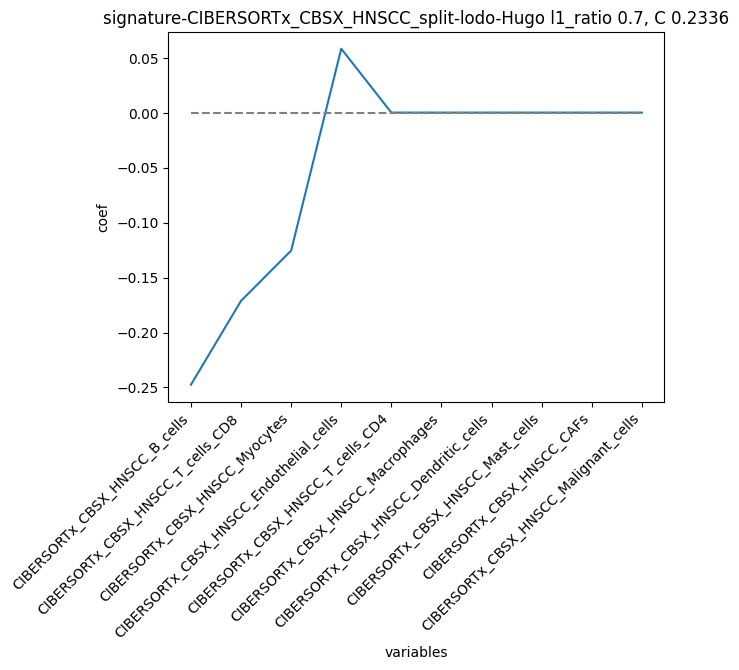 signature-CIBERSORTx_CBSX_HNSCC_split-lodo-Hugo l1_ratio 0.7, C 0.2336
0.05
0.00
−0.05
−0.10
−0.15
−0.20
−0.25
coef
CIBERSORTx_CBSX_HNSCC_B_cells
CIBERSORTx_CBSX_HNSCC_T_cells_CD8
CIBERSORTx_CBSX_HNSCC_Myocytes
CIBERSORTx_CBSX_HNSCC_Endothelial_cells
CIBERSORTx_CBSX_HNSCC_T_cells_CD4
CIBERSORTx_CBSX_HNSCC_Macrophages
CIBERSORTx_CBSX_HNSCC_Dendritic_cells
CIBERSORTx_CBSX_HNSCC_Mast_cells
CIBERSORTx_CBSX_HNSCC_CAFs
CIBERSORTx_CBSX_HNSCC_Malignant_cells
variables